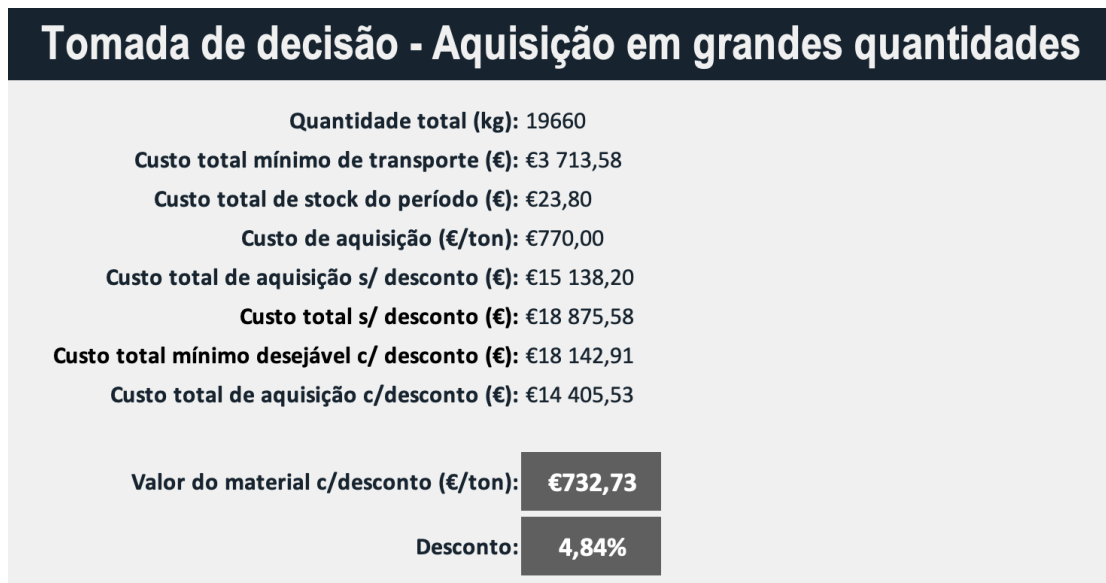 Tomada de decisão - Aquisição em grandes quantidades
Quantidade total (kg): 19660
Custo total mínimo de transporte (€): €3 713,58
Custo total de stock do período (€): €23,80
Custo de aquisição (€/ton): €770,00
Custo total de aquisição s/ desconto (€): €15 138,20
Custo total s/ desconto (€): €18 875,58
Custo total mínimo desejável c/ desconto (€): €18 142,91
Custo total de aquisição c/desconto (€): €14 405,53
Valor do material c/desconto (€/ton): €732,73
Desconto: 4,84%